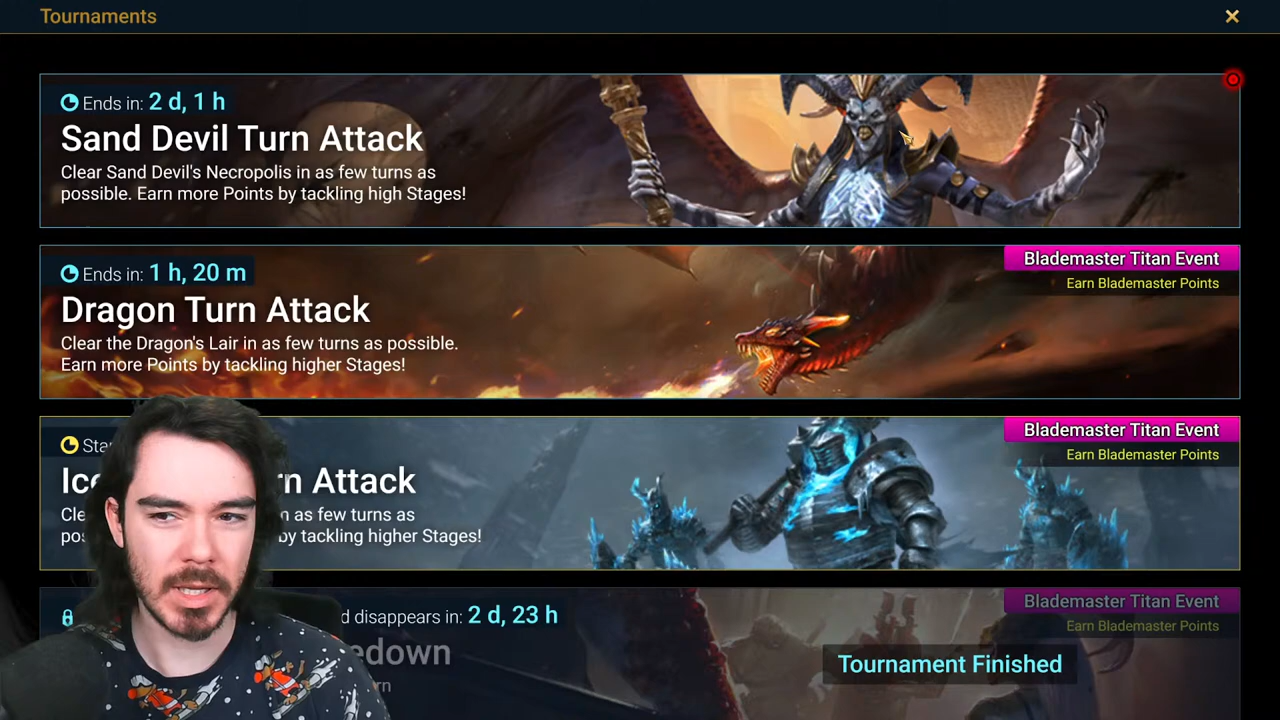 Tournaments
Ends in: 2 d, 1 h
Sand Devil Turn Attack
Clear Sand Devil's Necropolis in as few turns as
possible. Earn more Points by tackling high Stages!
Ends in: 1 h, 20 m
Blademaster Titan Event
Earn Blademaster Points
Dragon Turn Attack
Clear the Dragon's Lair in as few turns as possible.
Earn more Points by tackling higher Stages!
Blademaster Titan Event
Earn Blademaster Points
Attack
in as few turns as
by tackling higher Stages!
disappears in: 2 d, 23 h
Blademaster Titan Event
Earn Blademaster Points
Tournament Finished